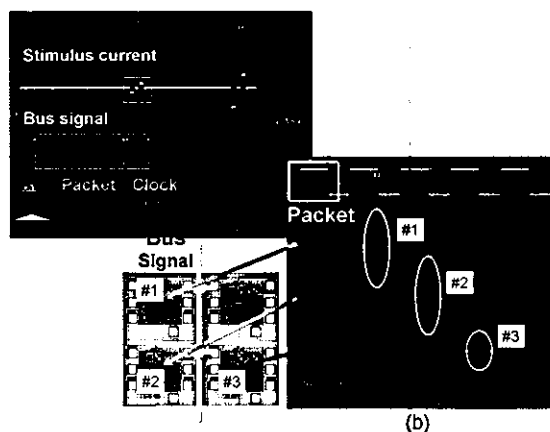 Stimulus current
Bus signal
Packet Clock
Packet
Bus
Signal
#1
#2
#3
#1
#2
#3
(b)